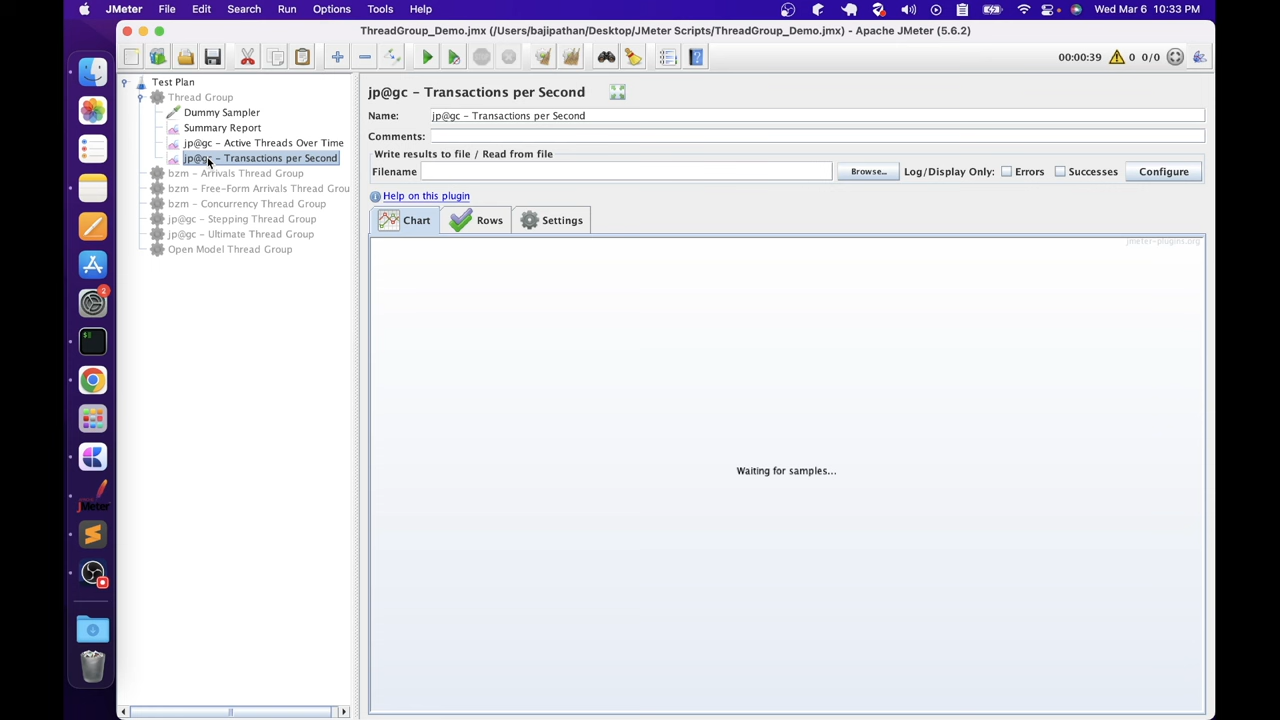 JMeter File Edit Search Run Options Tools Help Wed Mar 6 10:33 PM
ThreadGroup_Demo.jmx (/Users/bajipathan/Desktop/JMeter Scripts/ThreadGroup_Demo.jmx) - Apache JMeter (5.6.2)
00:00:39 0 0/0
Test Plan
Thread Group
Dummy Sampler
Summary Report
jp@gc - Active Threads Over Time
jp@gc - Transactions per Second
bzm - Arrivals Thread Group
bzm - Free-Form Arrivals Thread Grou
bzm - Concurrency Thread Group
jp@gc - Stepping Thread Group
jp@gc - Ultimate Thread Group
Open Model Thread Group
jp@gc - Transactions per Second
Name: jp@gc - Transactions per Second
Comments:
Write results to file / Read from file
Filename Browse... Log/Display Only: Errors Successes Configure
Help on this plugin
Chart Rows Settings
jmeter-plugins.org
Waiting for samples...
2
$
JMeter